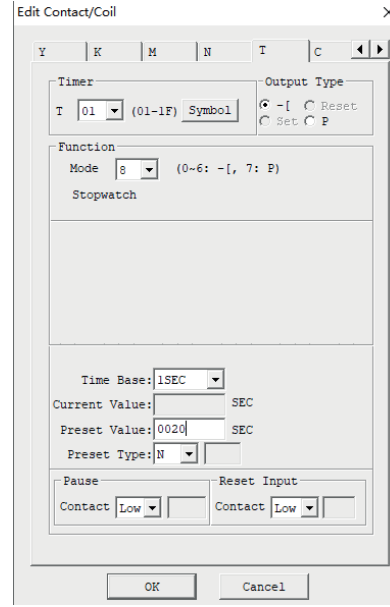 Edit Contact/Coil
Y K M N T C
Timer
T 01 (01-1F) Symbol
Output Type
-[ Reset
Set P
Function
Mode 8 (0~6: -[, 7: P)
Stopwatch
Time Base: 1SEC
Current Value: SEC
Preset Value: 0020 SEC
Preset Type: N
Pause
Contact Low
Reset Input
Contact Low
OK Cancel